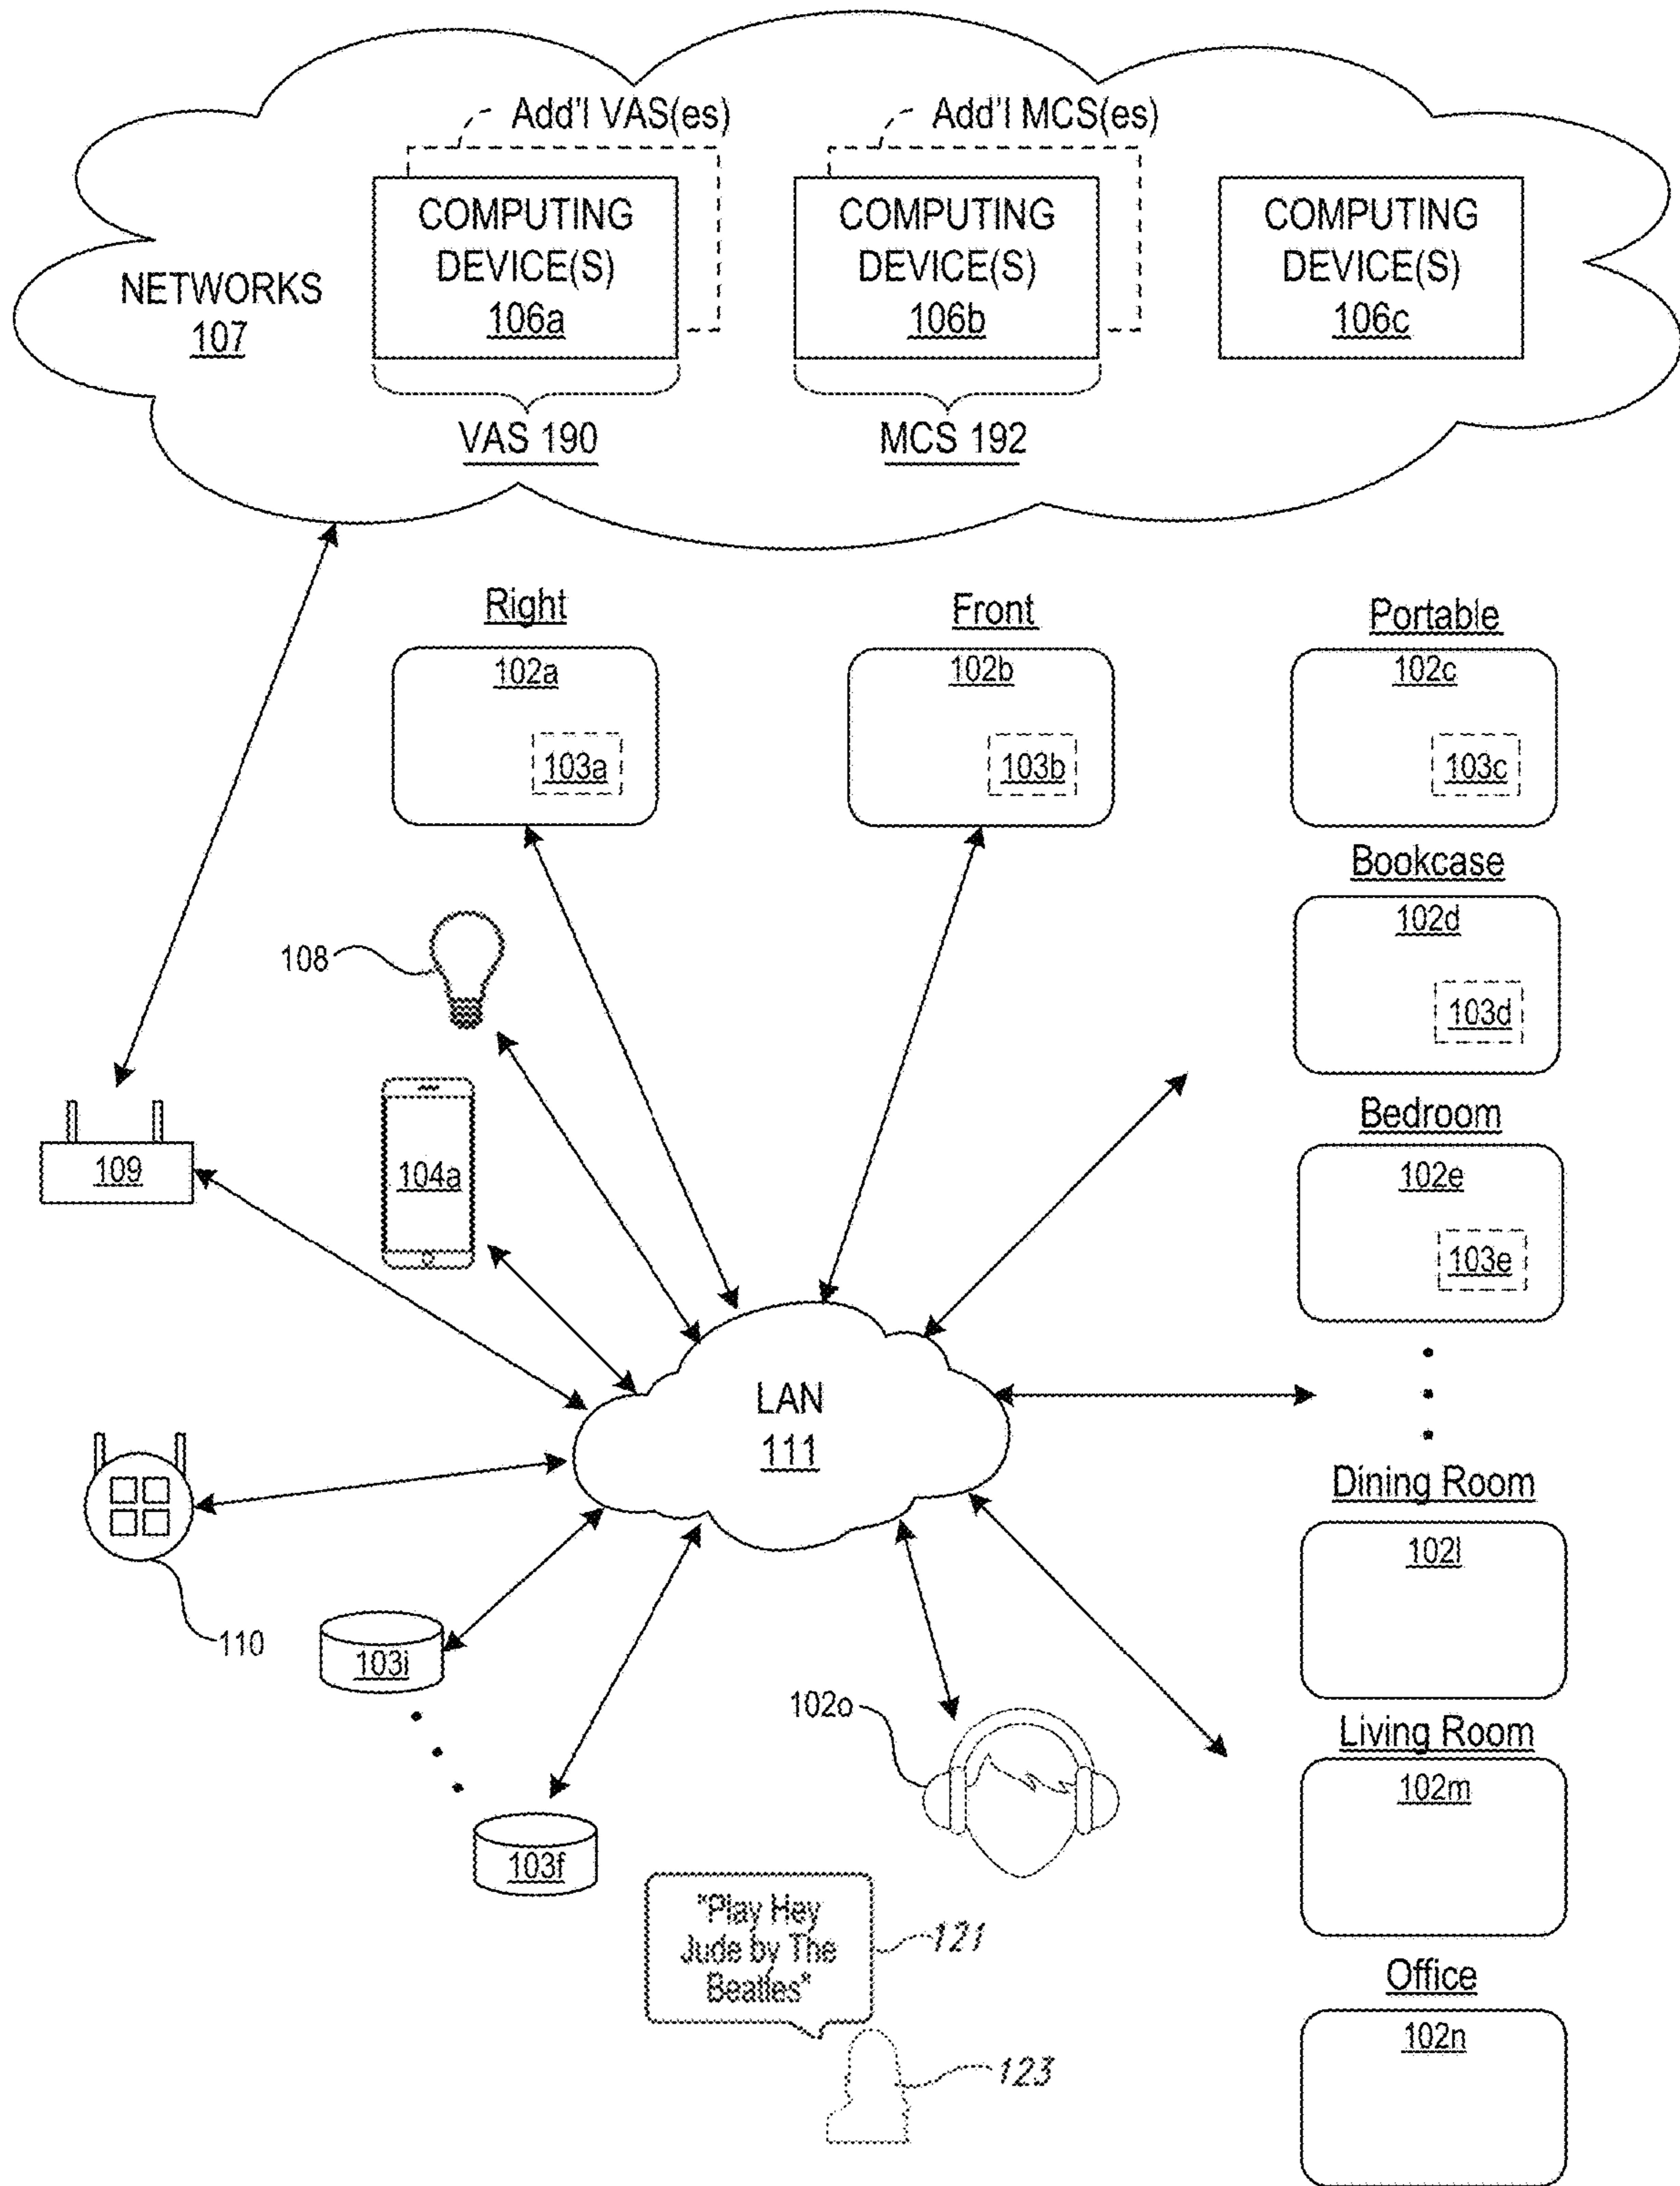 Add'l VAS(es)
Add'l MCS(es)
COMPUTING
DEVICE(S)
106a
COMPUTING
DEVICE(S)
106b
COMPUTING
DEVICE(S)
106c
NETWORKS
107
VAS 190
MCS 192
Right
102a
103a
Front
102b
103b
Portable
102c
103c
Bookcase
102d
103d
108
Bedroom
102e
103e
109
104a
LAN
111
Dining Room
102l
110
103i
Living Room
102m
102o
103f
"Play Hey
Jude by The
Beatles"
121
Office
102n
123